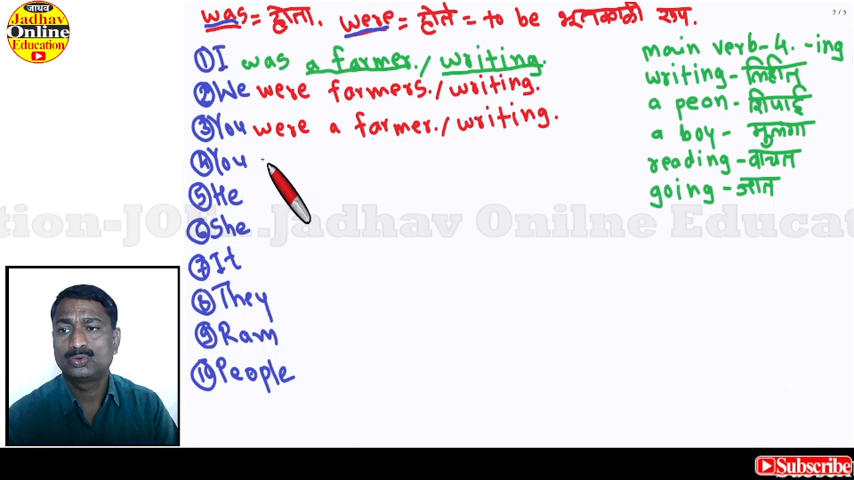 जाधव
Jadhav
Online
Education
was = होता. were = होते = to be भूतकाळी रूप.
2/3
① I was a farmer. / writing.
② We were farmers. / writing.
③ You were a farmer. / writing.
④ You
⑤ He
⑥ She
⑦ It
⑧ They
⑨ Ram
⑩ People
main verb - 4. -ing
writing - लिहीत
a peon - शिपाई
a boy - मुलगा
reading - वाचत
going - जात
Jadhav Onilne Education
Subscribe